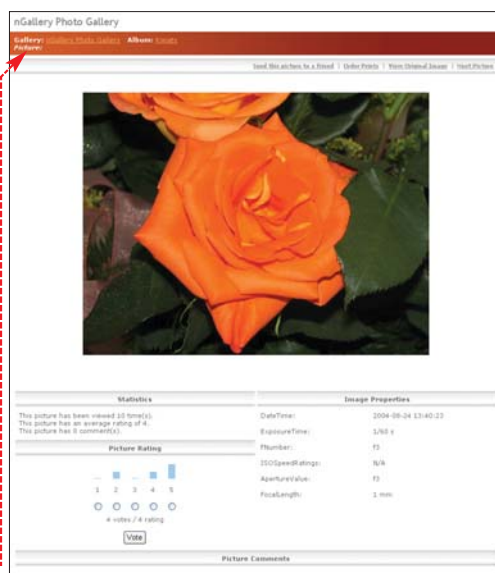 nGallery Photo Gallery
Gallery: nGallery Photo Gallery Album: 
Picture:
Send this picture to a friend | Order Prints | View Original Image | Next Picture
Statistics
This picture has been viewed 10 time(s).
This picture has an average rating of 4.
This picture has 0 comment(s).
Picture Rating
1 2 3 4 5
4 votes / 4 rating
Vote
Image Properties
DateTime: 2004-08-24 13:40:23
ExposureTime: 1/60 s
FNumber: f3
ISOSpeedRatings: N/A
ApertureValue: f3
FocalLength: 1 mm
Picture Comments